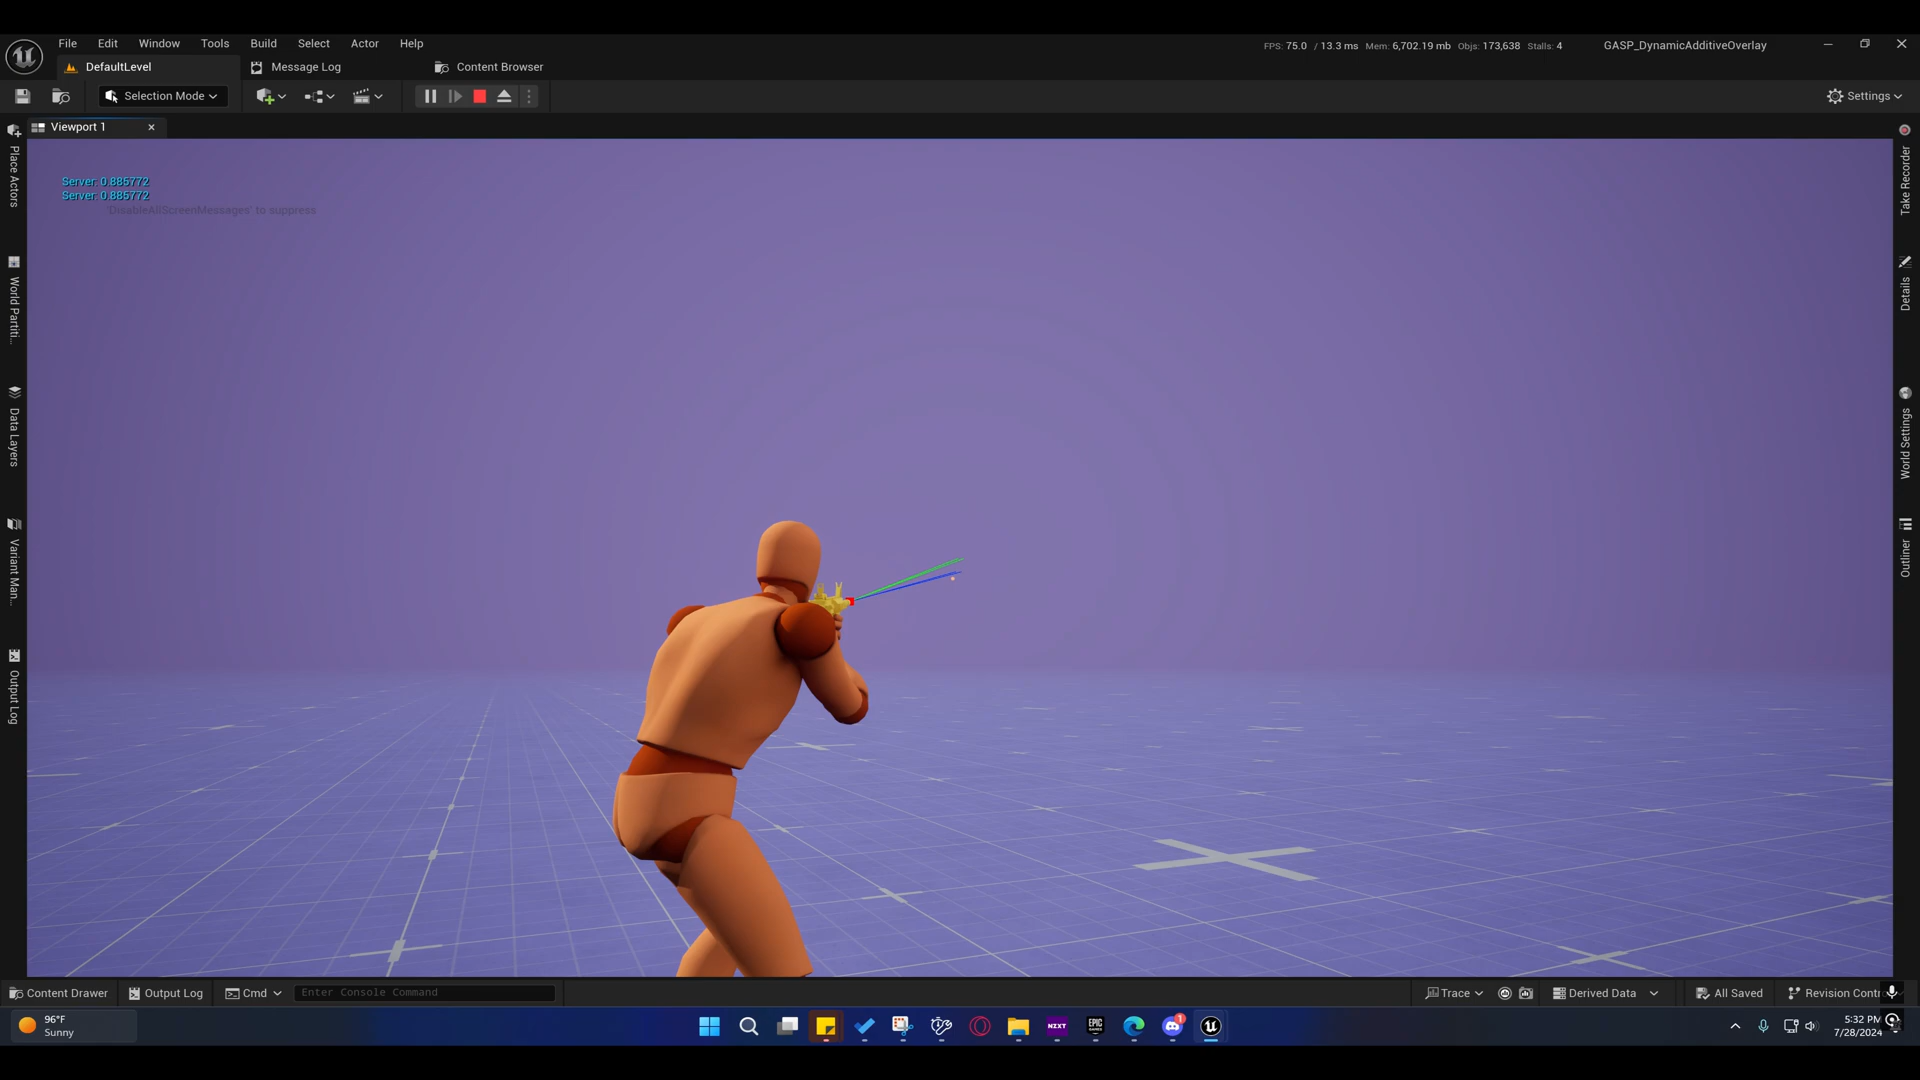 File Edit Window Tools Build Select Actor Help
FPS: 75.0 / 13.3 ms Mem: 6,702.19 mb Objs: 173,638 Stalls: 4
GASP_DynamicAdditiveOverlay
DefaultLevel
Message Log
Content Browser
Selection Mode
Settings
Viewport 1
Server: 0.885772
Server: 0.885772
'DisableAllScreenMessages' to suppress
Place Actors
World Partiti...
Data Layers
Variant Man...
Output Log
Take Recorder
Details
World Settings
Outliner
Content Drawer
Output Log
Cmd
Enter Console Command
Trace
Derived Data
All Saved
Revision Contr
96°F
Sunny
NZXT
EPIC
GAMES
1
5:32 PM
7/28/2024